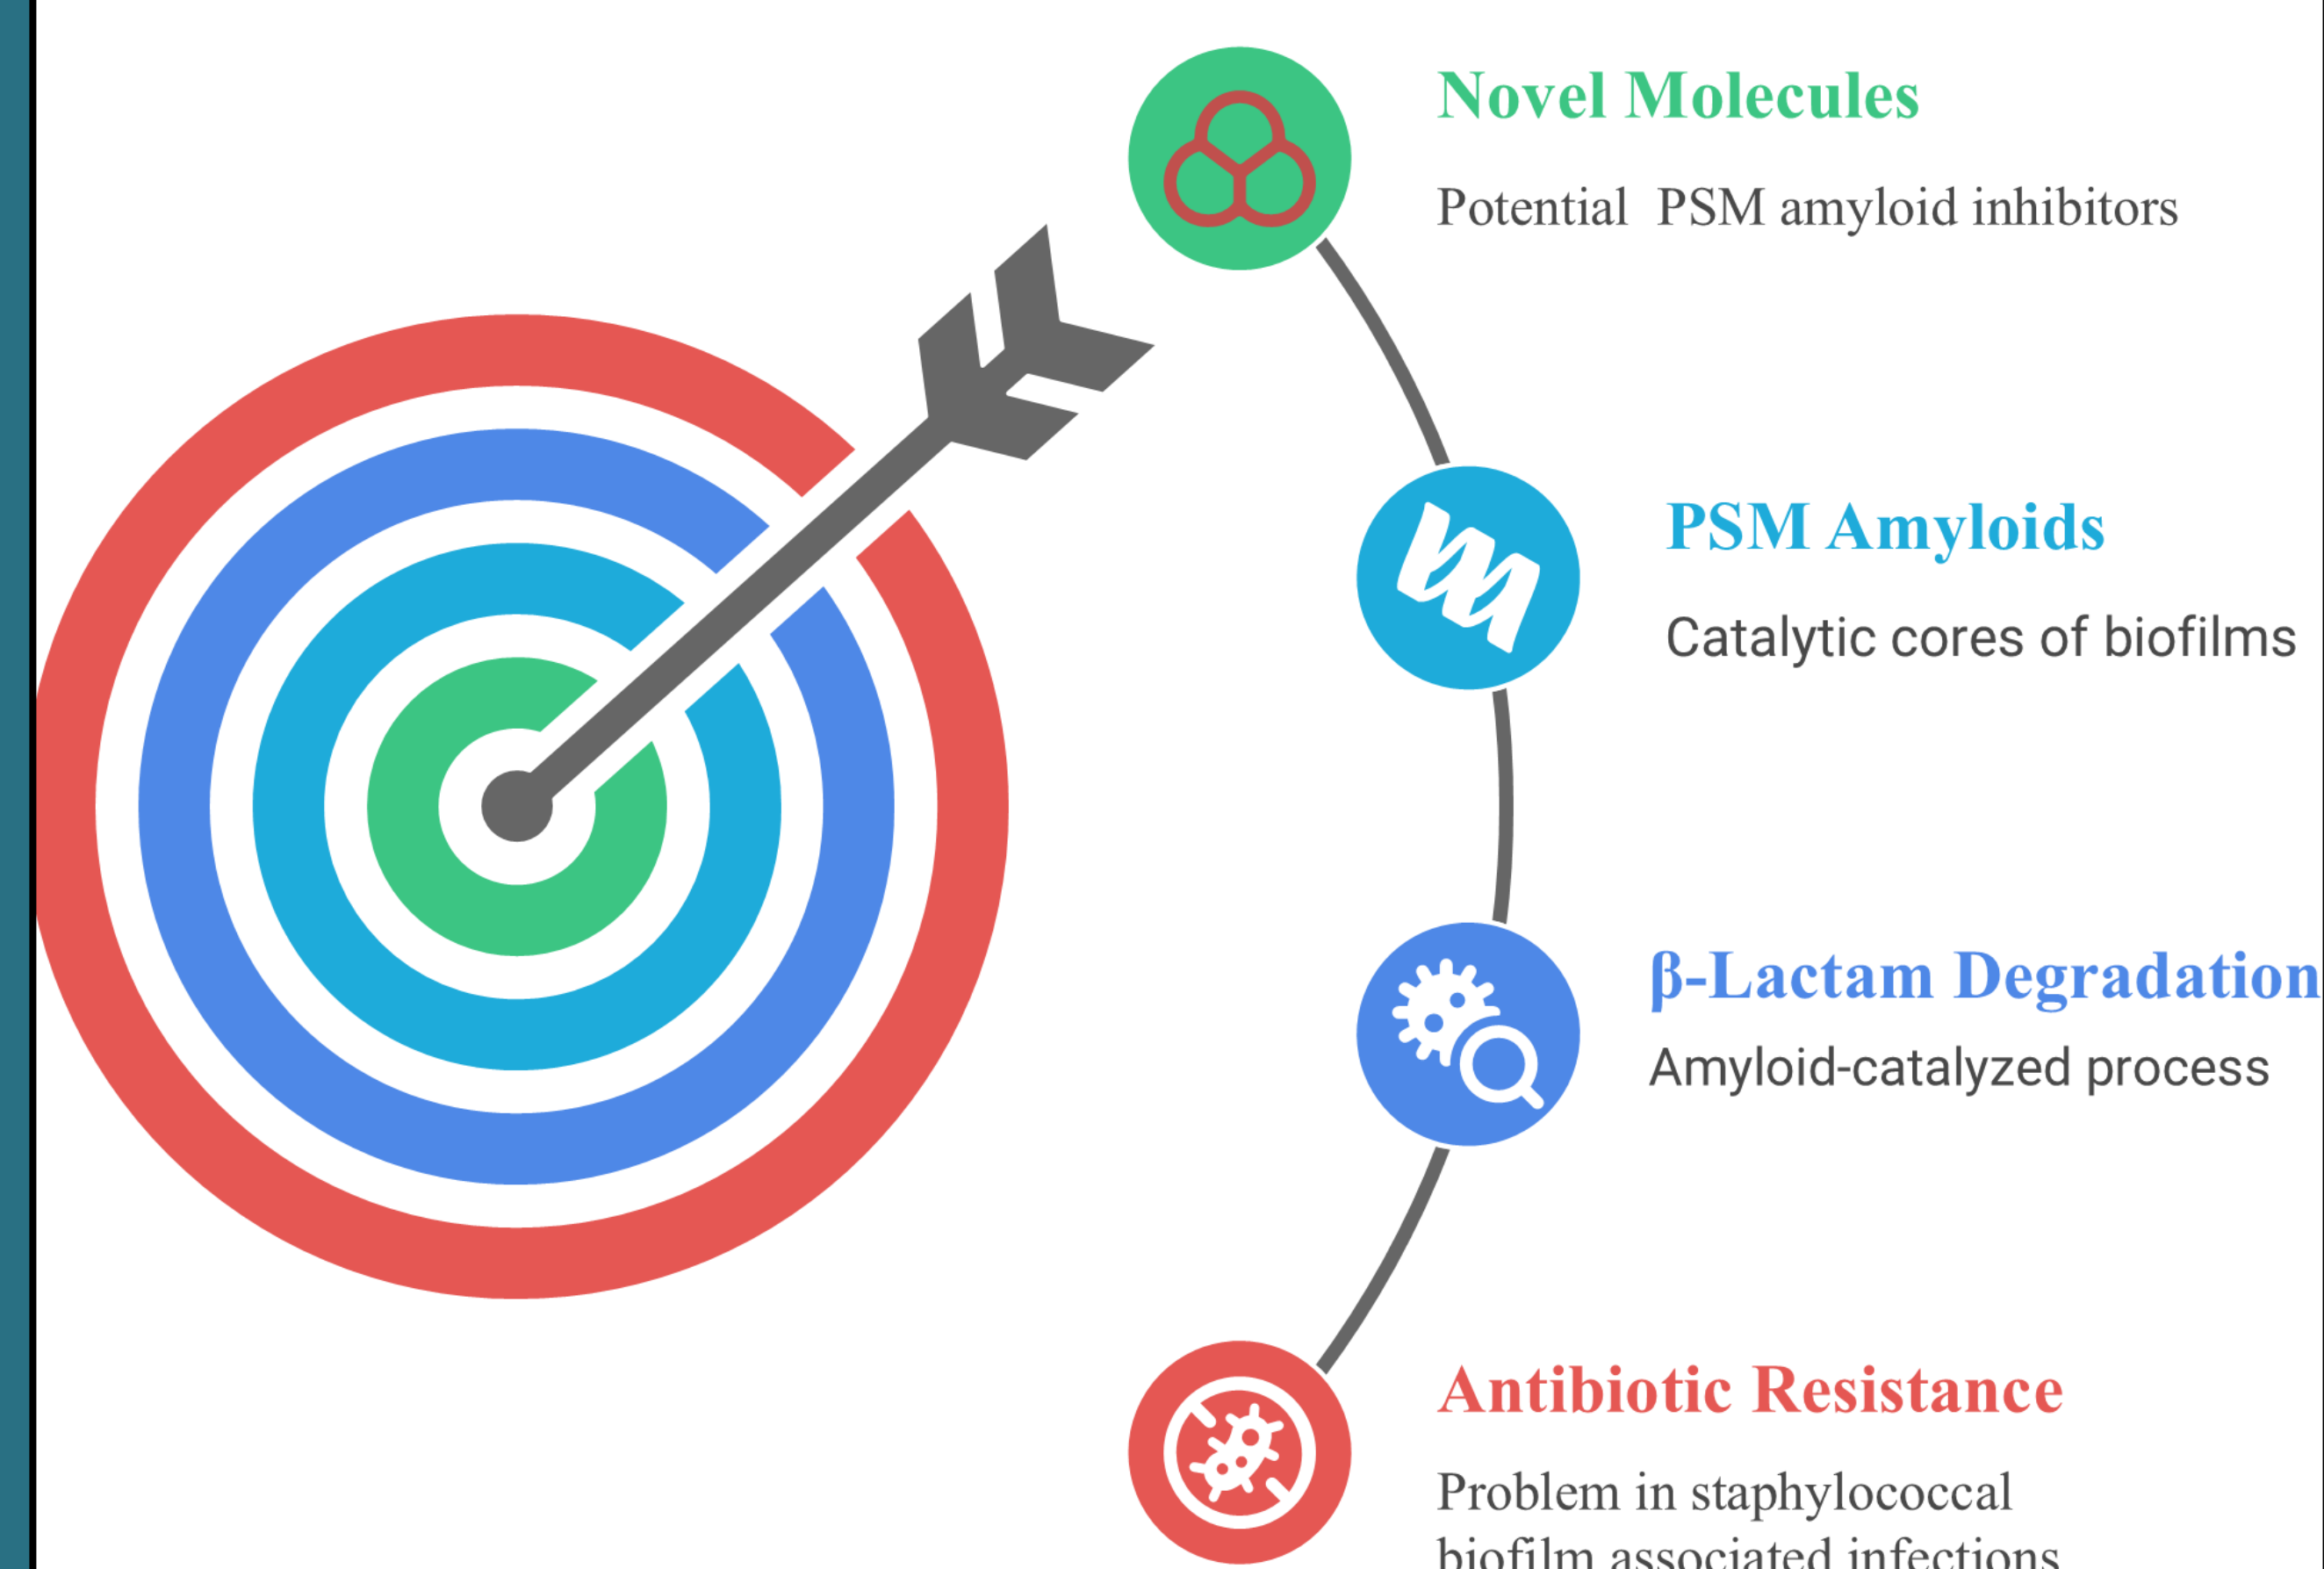 Novel Molecules
Potential PSM amyloid inhibitors
PSM Amyloids
Catalytic cores of biofilms
β-Lactam Degradation
Amyloid-catalyzed process
Antibiotic Resistance
Problem in staphylococcal
biofilm associated infections